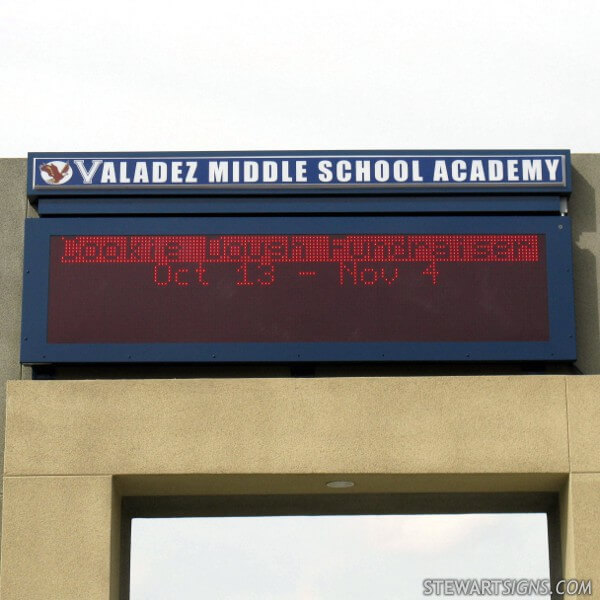 VALADEZ MIDDLE SCHOOL ACADEMY
Cookie Dough Fundraiser
Oct 13 - Nov 4
STEWARTSIGNS.COM